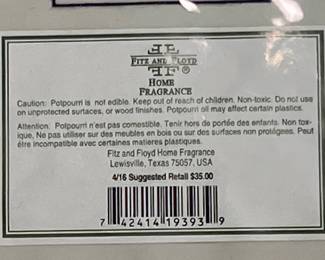 FITZ AND FLOYD
®
HOME
FRAGRANCE
Caution: Potpourri is not edible. Keep out of reach of children. Non-toxic. Do not use
on unprotected surfaces, or wood finishes. Potpourri oil may affect certain plastics.
Attention: Potpourri n'est pas comestible. Tenir hors de portée des enfants. Non tox-
ique. Ne pas utiliser sur des meubles en bois ou sur des surfaces non protégées. Peut
être incompatible avec certaines matieres plastiques.
Fitz and Floyd Home Fragrance
Lewisville, Texas 75057, USA
4/16 Suggested Retail $35.00
7 42414 19393 9